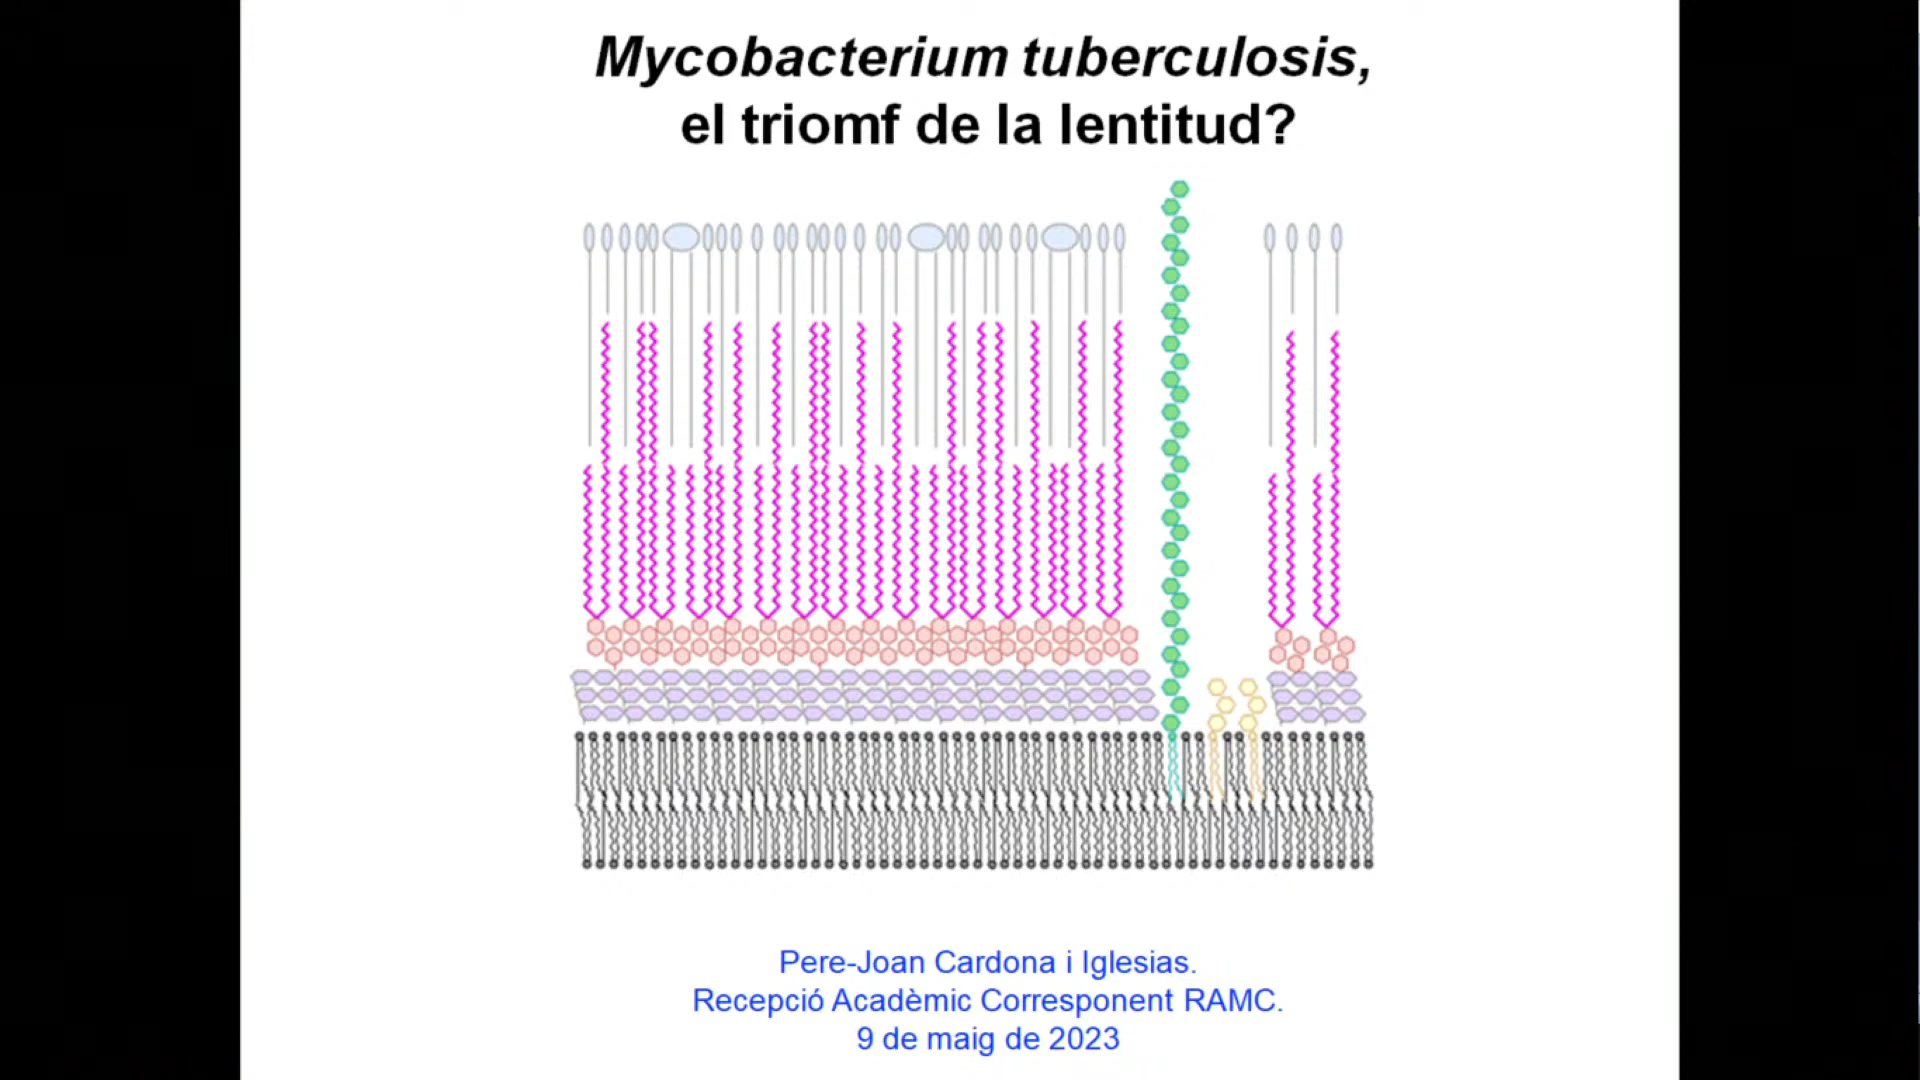 Mycobacterium tuberculosis,
el triomf de la lentitud?
Pere-Joan Cardona i Iglesias.
Recepció Acadèmic Corresponent RAMC.
9 de maig de 2023